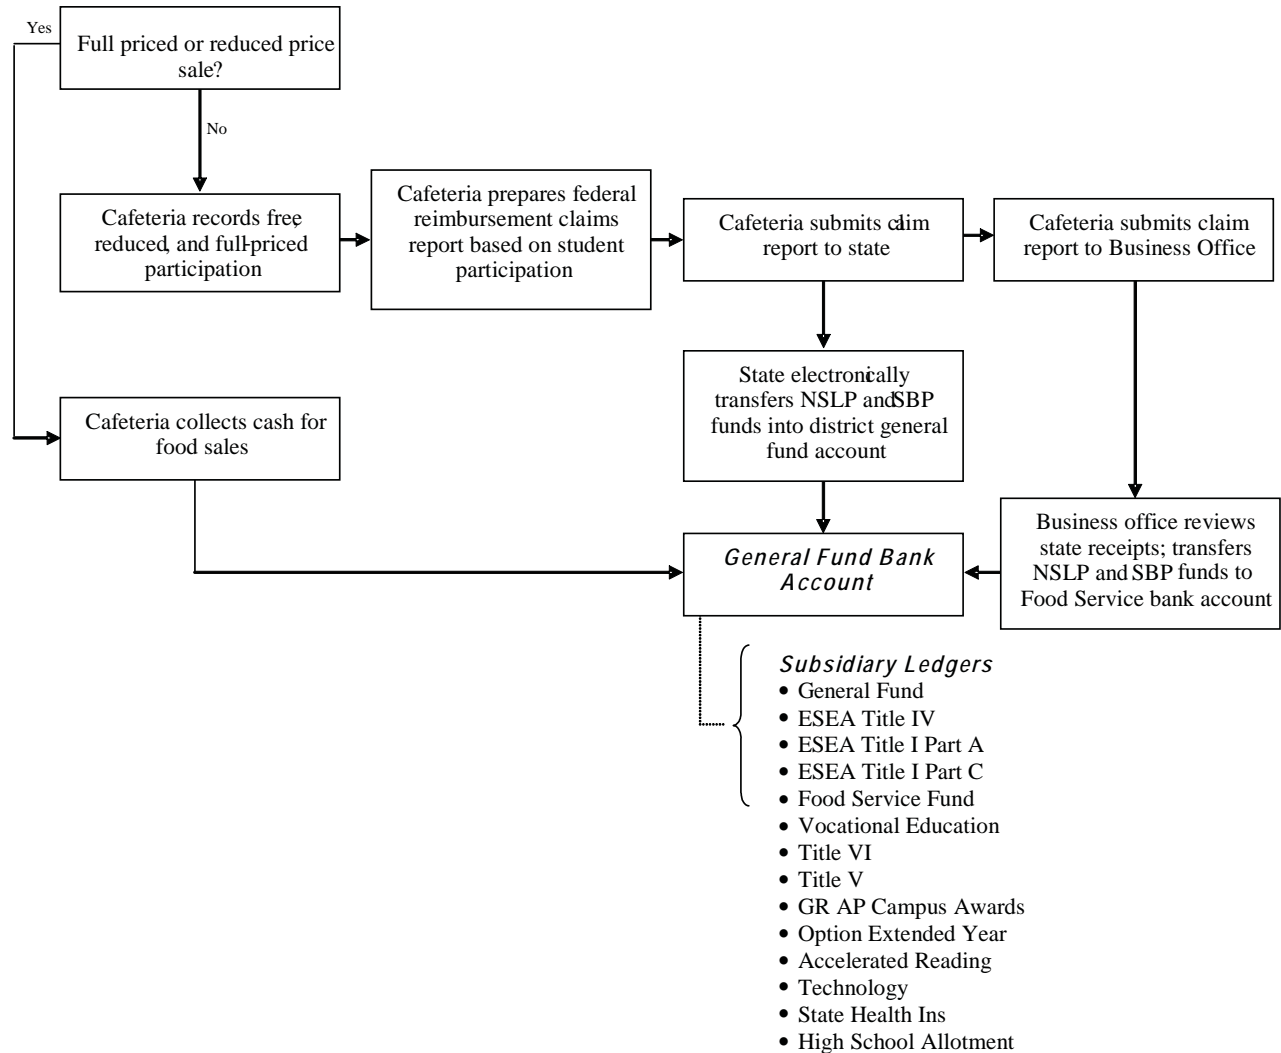 Yes
Full priced or reduced price
sale?
No
Cafeteria records free,
reduced, and full-priced
participation
Cafeteria prepares federal
reimbursement claims
report based on student
participation
Cafeteria submits claim
report to state
Cafeteria submits claim
report to Business Office
State electronically
transfers NSLP and SBP
funds into district general
fund account
Cafeteria collects cash for
food sales
Business office reviews
state receipts; transfers
NSLP and SBP funds to
Food Service bank account
General Fund Bank
Account
Subsidiary Ledgers
• General Fund
• ESEA Title IV
• ESEA Title I Part A
• ESEA Title I Part C
• Food Service Fund
• Vocational Education
• Title VI
• Title V
• GR AP Campus Awards
• Option Extended Year
• Accelerated Reading
• Technology
• State Health Ins
• High School Allotment